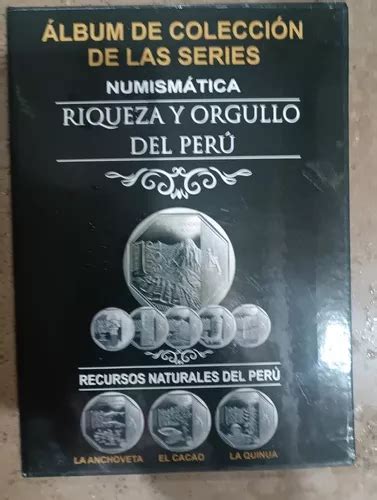 ÁLBUM DE COLECCIÓN
DE LAS SERIES
NUMISMÁTICA
RIQUEZA Y ORGULLO
DEL PERÚ
RECURSOS NATURALES DEL PERÚ
LA ANCHOVETA EL CACAO LA QUINUA